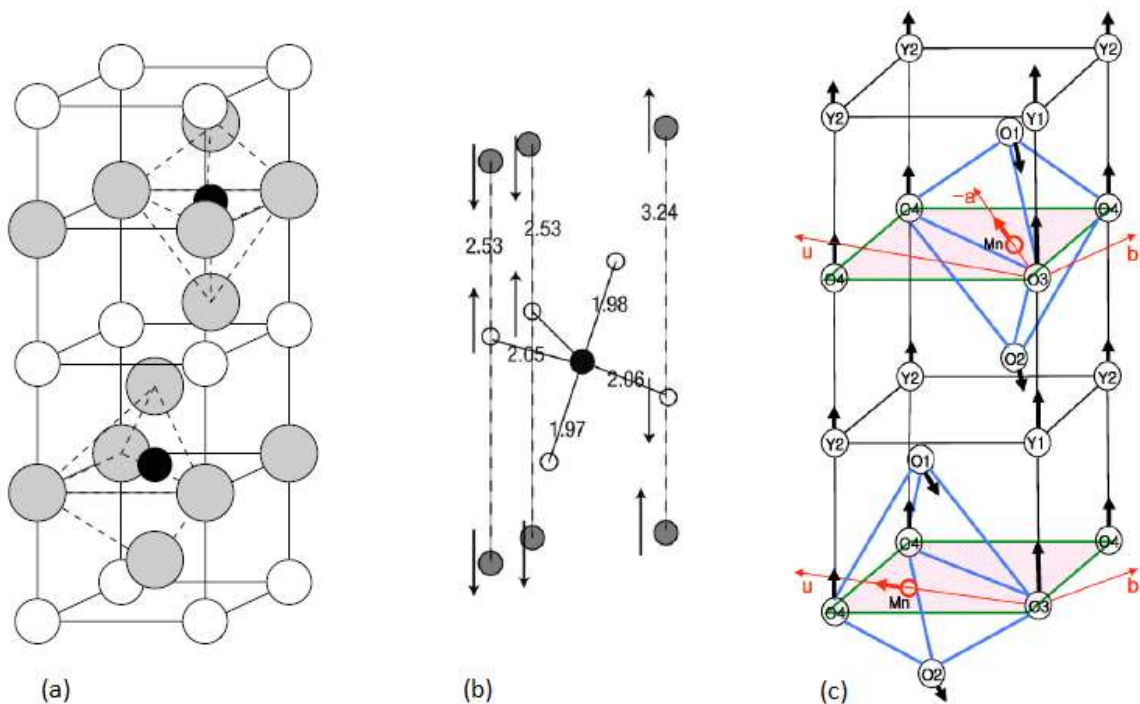 Y2 Y2
Y2 Y1
O1
O4 O4
-a
Mn
u b
O4 O3
O2
Y2 Y2
Y2 Y1
O1
O4 O4
u b
Mn
O4 O3
O2
2.53 2.53 3.24
1.98
2.05 2.06
1.97
(a) (b) (c)